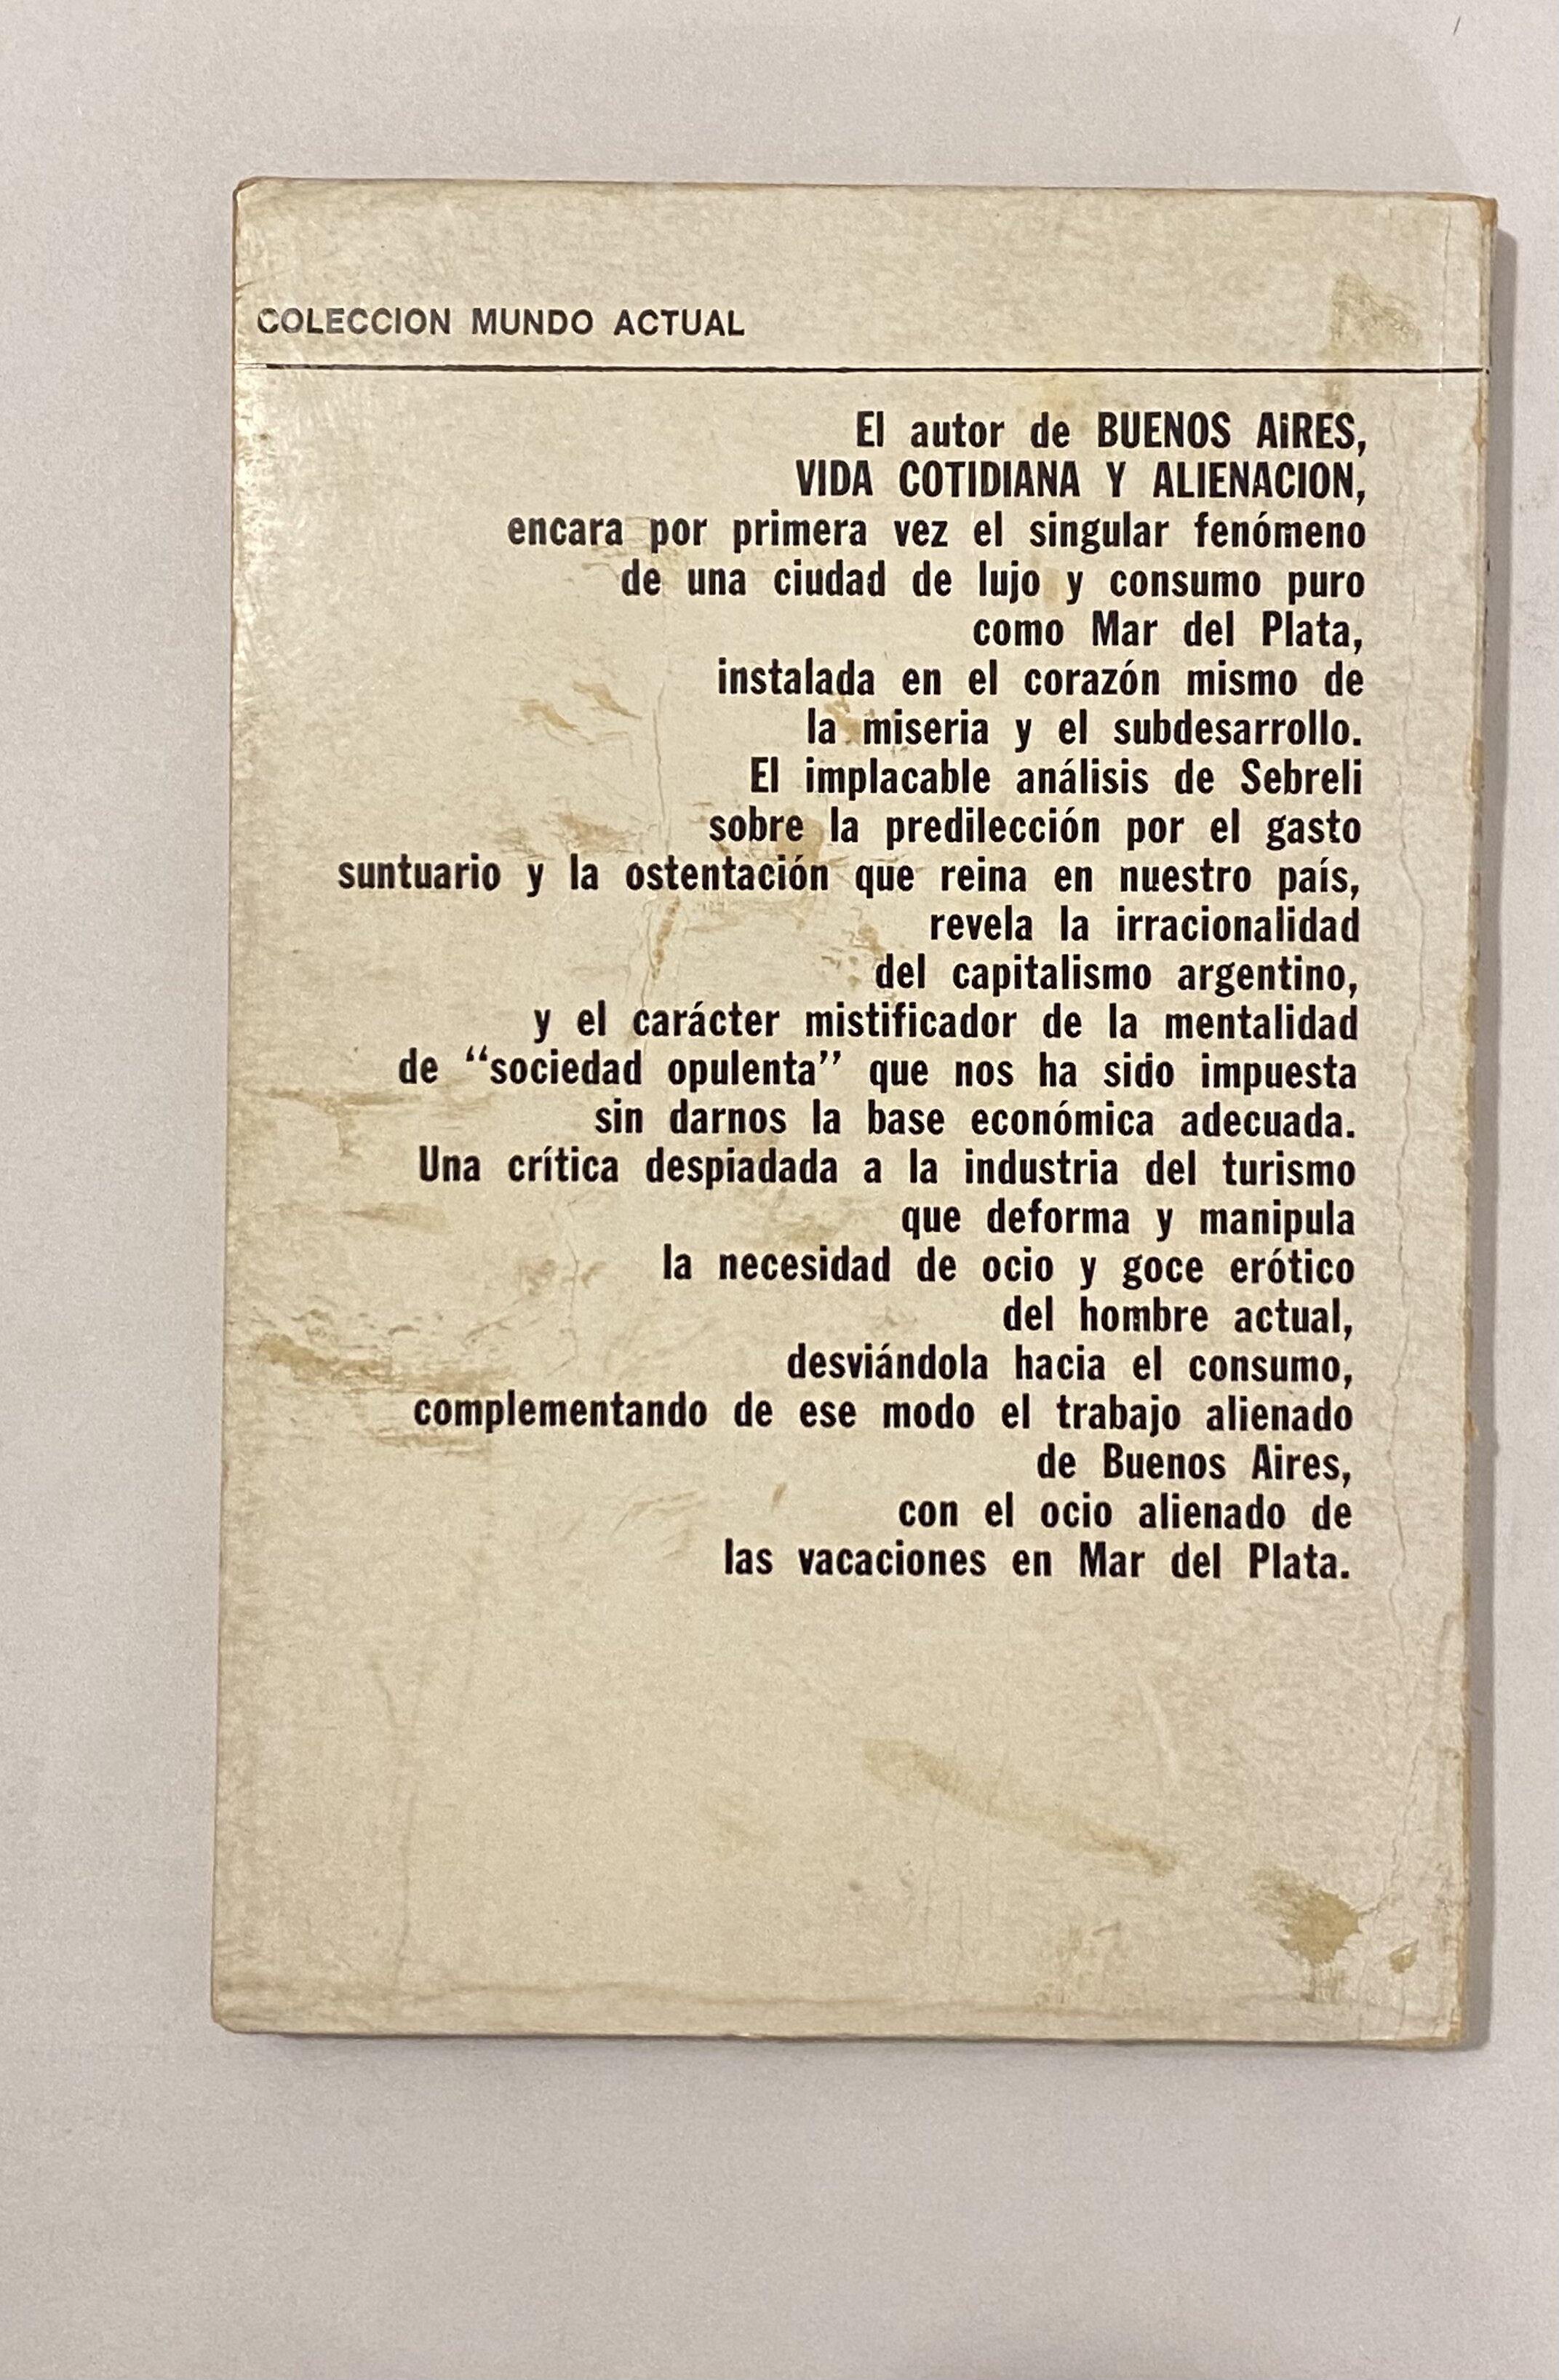 COLECCION MUNDO ACTUAL
El autor de BUENOS AiRES,
VIDA COTIDIANA Y ALIENACION,
encara por primera vez el singular fenómeno
de una ciudad de lujo y consumo puro
como Mar del Plata,
instalada en el corazón mismo de
la miseria y el subdesarrollo.
El implacable análisis de Sebreli
sobre la predilección por el gasto
suntuario y la ostentación que reina en nuestro país,
revela la irracionalidad
del capitalismo argentino,
y el carácter mistificador de la mentalidad
de “sociedad opulenta” que nos ha sido impuesta
sin darnos la base económica adecuada.
Una crítica despiadada a la industria del turismo
que deforma y manipula
la necesidad de ocio y goce erótico
del hombre actual,
desviándola hacia el consumo,
complementando de ese modo el trabajo alienado
de Buenos Aires,
con el ocio alienado de
las vacaciones en Mar del Plata.